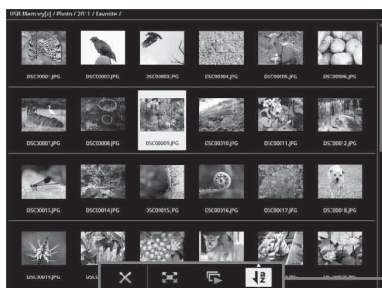 USB Memory[s] / Photo / 2011 / Favorite /
DSC00001.JPG DSC00002.JPG DSC00003.JPG DSC00004.JPG DSC00005.JPG DSC00006.JPG
DSC00007.JPG DSC00008.JPG DSC00009.JPG DSC00010.JPG DSC00011.JPG DSC00012.JPG
DSC00013.JPG DSC00014.JPG DSC00015.JPG DSC00016.JPG DSC00017.JPG DSC00018.JPG
DSC00019.JPG